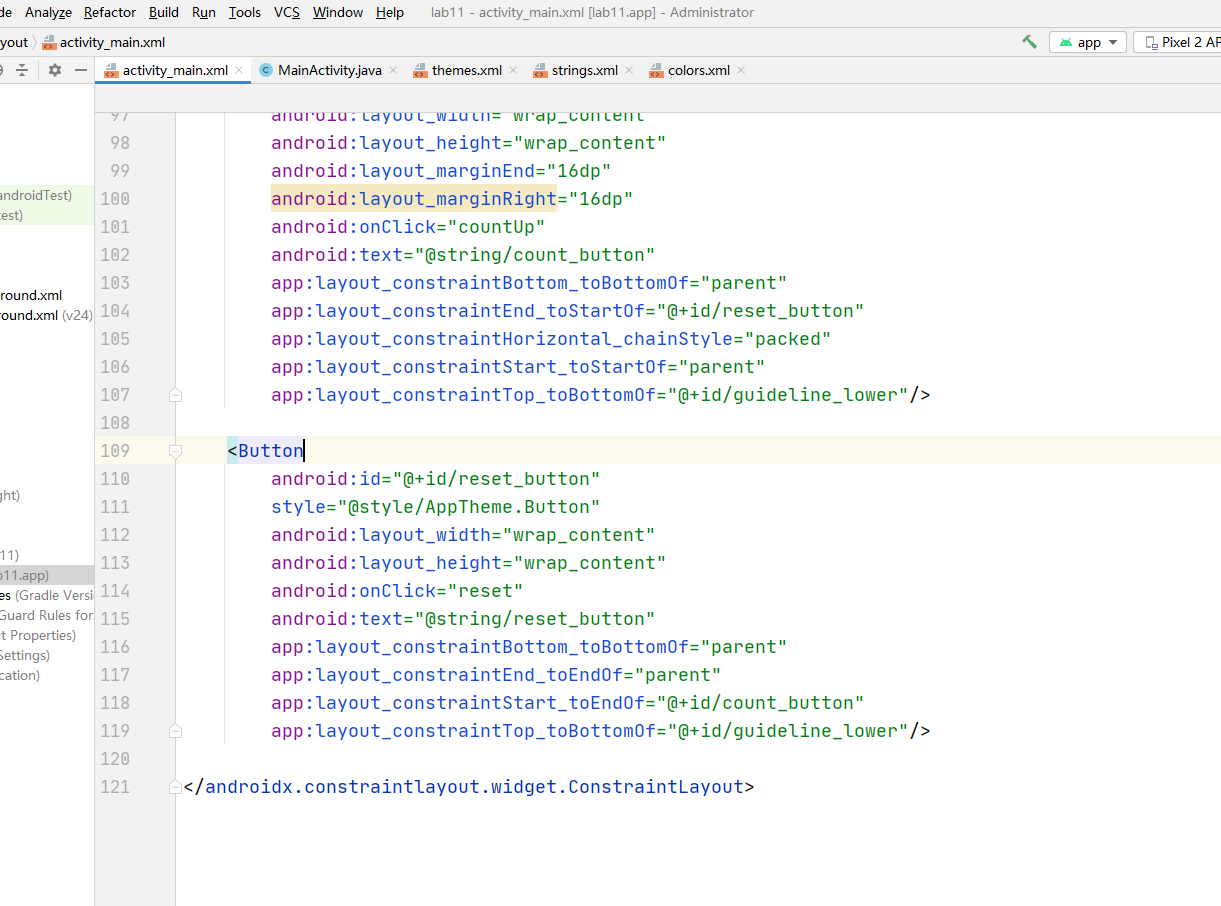 de Analyze Refactor Build Run Tools VCS Window Help lab11 - activity_main.xml [lab11.app] - Administrator
yout activity_main.xml app Pixel 2 AP
activity_main.xml MainActivity.java themes.xml strings.xml colors.xml
androidTest)
test)
round.xml
round.xml (v24)
ght)
11)
b11.app)
es (Gradle Versi
Guard Rules for
ct Properties)
Settings)
cation)
97 android:layout_width="wrap_content"
98 android:layout_height="wrap_content"
99 android:layout_marginEnd="16dp"
100 android:layout_marginRight="16dp"
101 android:onClick="countUp"
102 android:text="@string/count_button"
103 app:layout_constraintBottom_toBottomOf="parent"
104 app:layout_constraintEnd_toStartOf="@+id/reset_button"
105 app:layout_constraintHorizontal_chainStyle="packed"
106 app:layout_constraintStart_toStartOf="parent"
107 app:layout_constraintTop_toBottomOf="@+id/guideline_lower"/>
108
109 <Button
110 android:id="@+id/reset_button"
111 style="@style/AppTheme.Button"
112 android:layout_width="wrap_content"
113 android:layout_height="wrap_content"
114 android:onClick="reset"
115 android:text="@string/reset_button"
116 app:layout_constraintBottom_toBottomOf="parent"
117 app:layout_constraintEnd_toEndOf="parent"
118 app:layout_constraintStart_toEndOf="@+id/count_button"
119 app:layout_constraintTop_toBottomOf="@+id/guideline_lower"/>
120
121 </androidx.constraintlayout.widget.ConstraintLayout>